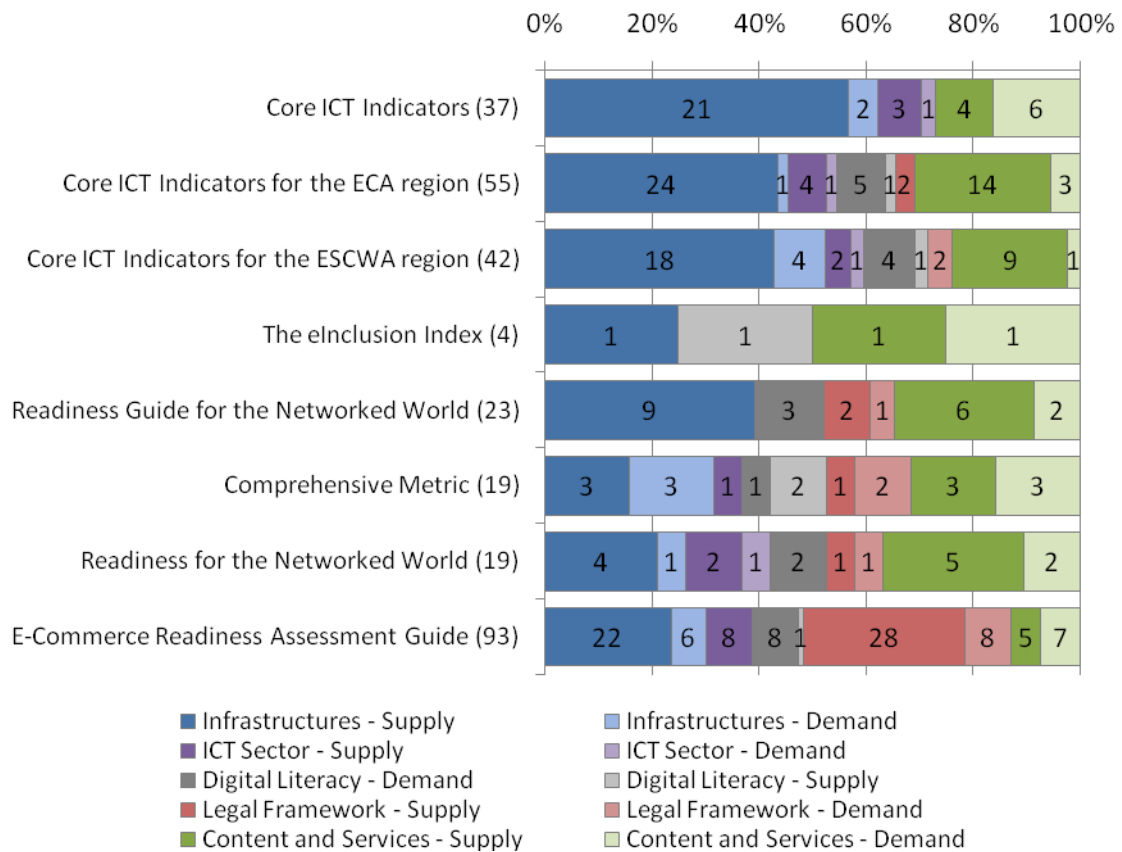 0% 20% 40% 60% 80% 100%
Core ICT Indicators (37) 21 2 3 1 4 6
Core ICT Indicators for the ECA region (55) 24 1 4 1 5 1 2 14 3
Core ICT Indicators for the ESCWA region (42) 18 4 2 1 4 1 2 9 1
The eInclusion Index (4) 1 1 1 1
Readiness Guide for the Networked World (23) 9 3 2 1 6 2
Comprehensive Metric (19) 3 3 1 1 2 1 2 3 3
Readiness for the Networked World (19) 4 1 2 1 2 1 1 5 2
E-Commerce Readiness Assessment Guide (93) 22 6 8 8 1 28 8 5 7
Infrastructures - Supply Infrastructures - Demand
ICT Sector - Supply ICT Sector - Demand
Digital Literacy - Demand Digital Literacy - Supply
Legal Framework - Supply Legal Framework - Demand
Content and Services - Supply Content and Services - Demand